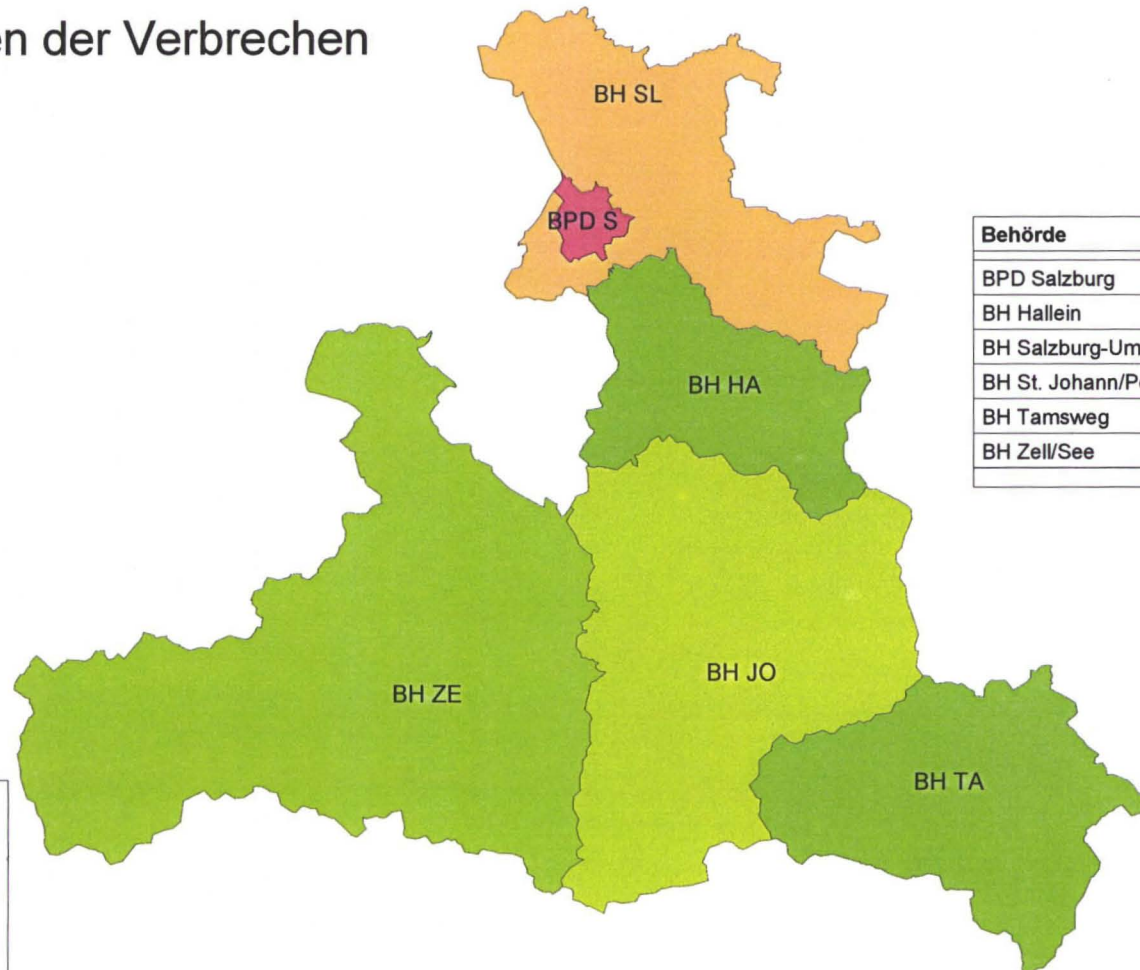 en der Verbrechen
BH SL
BPD S
BH HA
BH ZE
BH JO
BH TA
Behörde
BPD Salzburg
BH Hallein
BH Salzburg-Um
BH St. Johann/P
BH Tamsweg
BH Zell/See